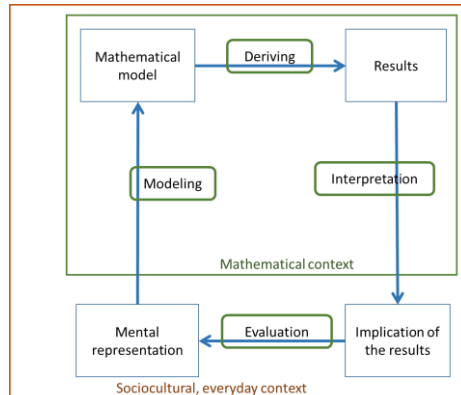 Mathematical
model
Deriving
Results
Modeling
Interpretation
Mathematical context
Mental
representation
Evaluation
Implication of
the results
Sociocultural, everyday context